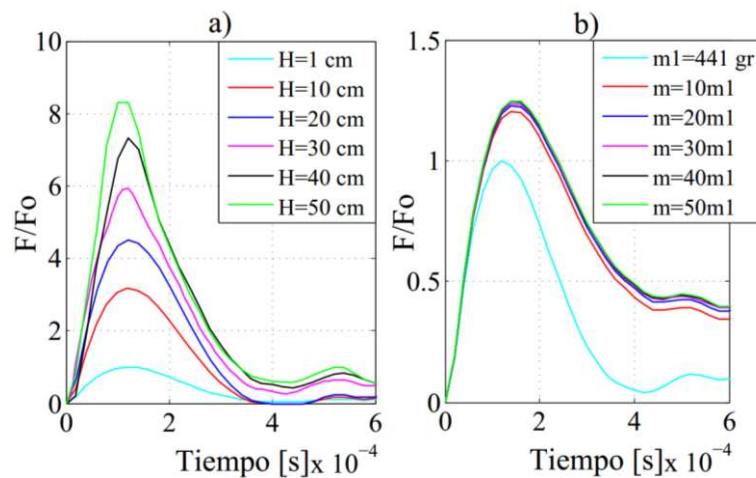 a)
10
8
6
4
2
0
F/Fo
H=1 cm
H=10 cm
H=20 cm
H=30 cm
H=40 cm
H=50 cm
0 2 4 6
Tiempo [s]x 10⁻⁴
b)
1.5
1
0.5
0
F/Fo
m1=441 gr
m=10m1
m=20m1
m=30m1
m=40m1
m=50m1
0 2 4 6
Tiempo [s]x 10⁻⁴